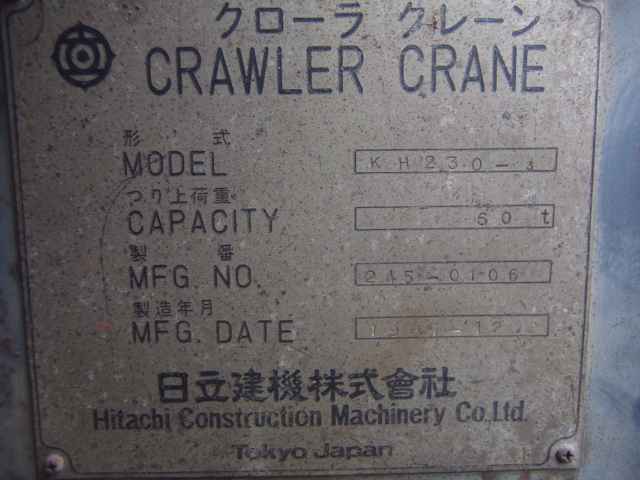 クローラ クレーン
CRAWLER CRANE
形 式
MODEL KH230-3
つり上荷重
CAPACITY 60 t
製 番
MFG. NO. 245-0106
製造年月
MFG. DATE 1987-12
日立建機株式會社
Hitachi Construction Machinery Co., Ltd.
Tokyo Japan